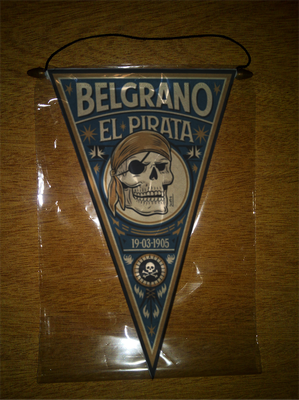 BELGRANO
EL PIRATA
19-03-1905